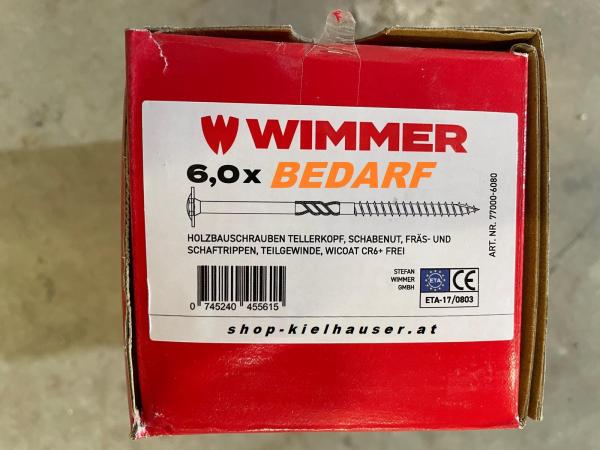 WIMMER
6,0x BEDARF
HOLZBAUSCHRAUBEN TELLERKOPF, SCHABENUT, FRÄS- UND
SCHAFTRIPPEN, TEILGEWINDE, WICOAT CR6+ FREI
ART. NR. 77000-6080
0 745240 455615
STEFAN
WIMMER
GMBH
ETA
CE
ETA-17/0803
shop-kielhauser.at